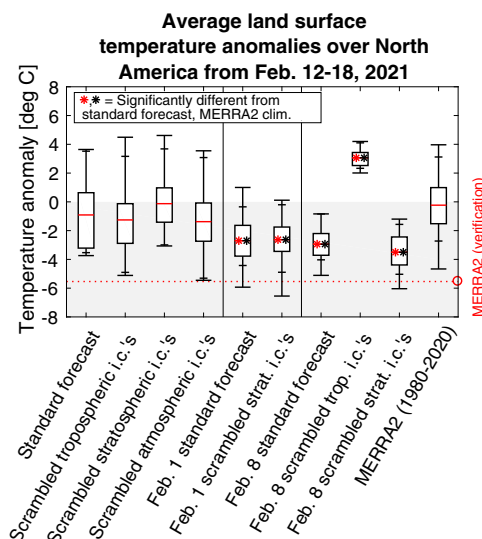 Average land surface
temperature anomalies over North
America from Feb. 12-18, 2021
Temperature anomaly [deg C]
8
6
4
2
0
-2
-4
-6
-8
*,* = Significantly different from
standard forecast, MERRA2 clim.
MERRA2 (verification)
Standard forecast
Scrambled tropospheric i.c.'s
Scrambled stratospheric i.c.'s
Scrambled atmospheric i.c.'s
Feb. 1 standard forecast
Feb. 1 scrambled strat. i.c.'s
Feb. 8 standard forecast
Feb. 8 scrambled trop. i.c.'s
Feb. 8 scrambled strat. i.c.'s
MERRA2 (1980-2020)